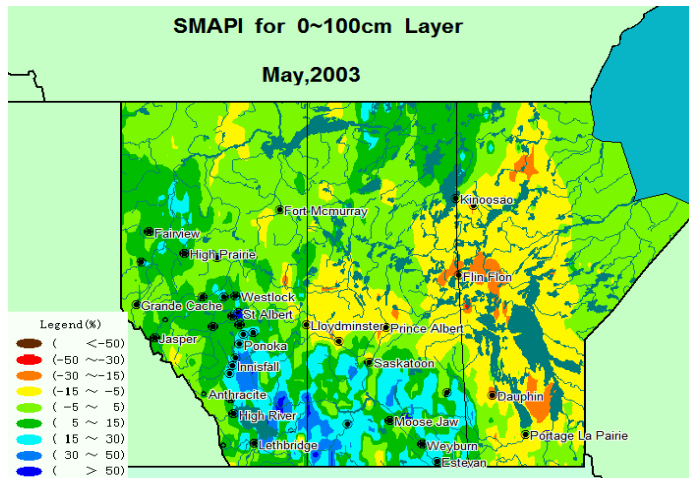 SMAPI for 0~100cm Layer
May,2003
Kinoosao
Fort Mcmurray
Fairview
High Prairie
Flin Flon
Grande Cache
Westlock
St Albert
Lloydminster
Prince Albert
Jasper
Ponoka
Innisfall
Saskatoon
Anthracite
Dauphin
High River
Moose Jaw
Lethbridge
Weyburn
Portage La Pairie
Estevan
Legend(%)
( <-50)
(-50 ~-30)
(-30 ~-15)
(-15 ~ -5)
( -5 ~ 5)
( 5 ~ 15)
( 15 ~ 30)
( 30 ~ 50)
( > 50)